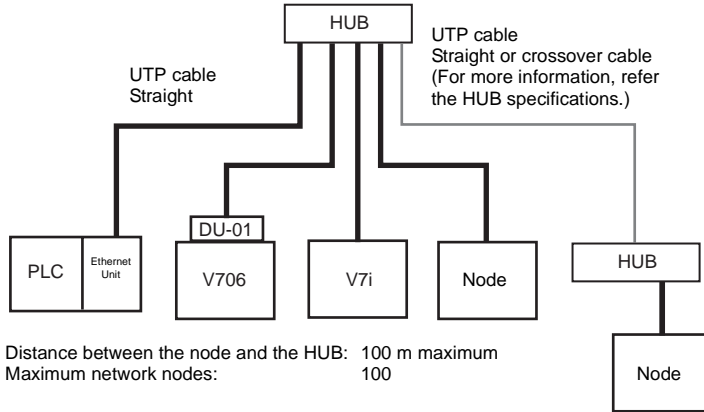 HUB
UTP cable
Straight
UTP cable
Straight or crossover cable
(For more information, refer
the HUB specifications.)
DU-01
PLC
Ethernet
Unit
V706
V7i
Node
HUB
Node
Distance between the node and the HUB: 100 m maximum
Maximum network nodes: 100